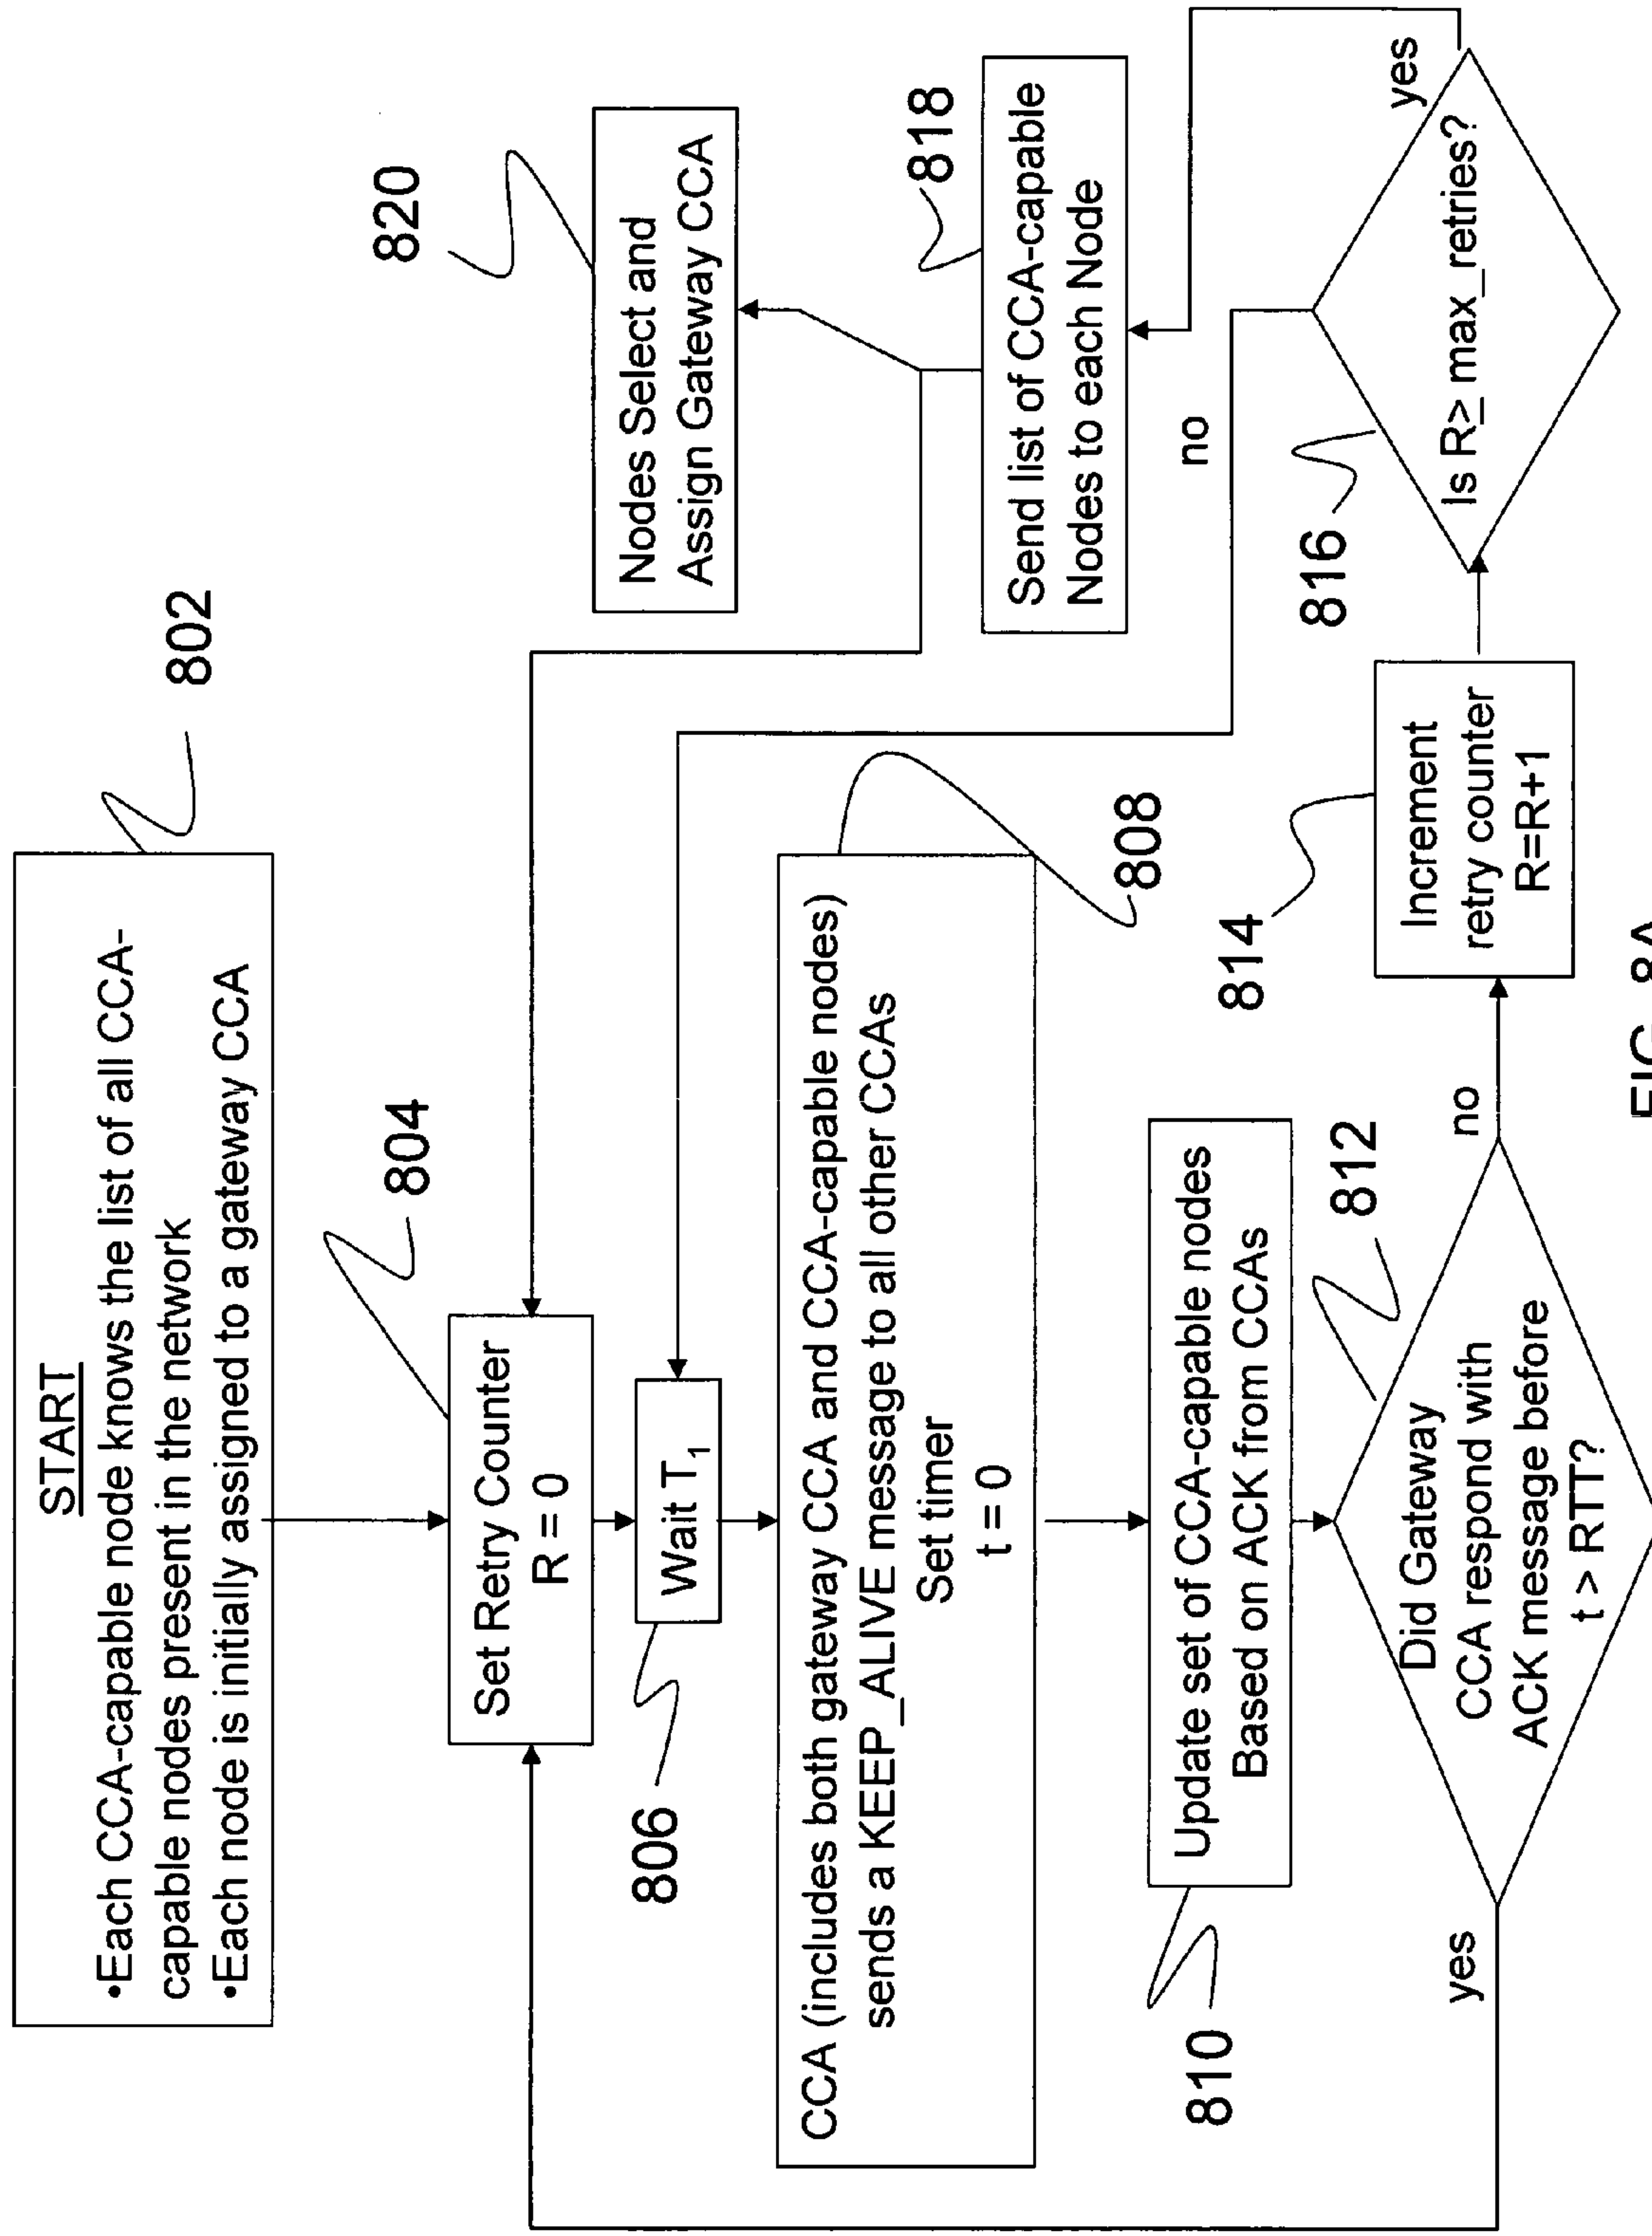 START
•Each CCA-capable node knows the list of all CCA-
capable nodes present in the network
•Each node is initially assigned to a gateway CCA
802
804
Set Retry Counter
R = 0
806
Wait T₁
CCA (includes both gateway CCA and CCA-capable nodes)
sends a KEEP_ALIVE message to all other CCAs
Set timer
t = 0
808
810
Update set of CCA-capable nodes
Based on ACK from CCAs
812
Did Gateway
CCA respond with
ACK message before
t > RTT?
yes
no
814
Increment
retry counter
R=R+1
816
Is R≥ max_retries?
yes
no
818
Send list of CCA-capable
Nodes to each Node
820
Nodes Select and
Assign Gateway CCA
FIG. 8A